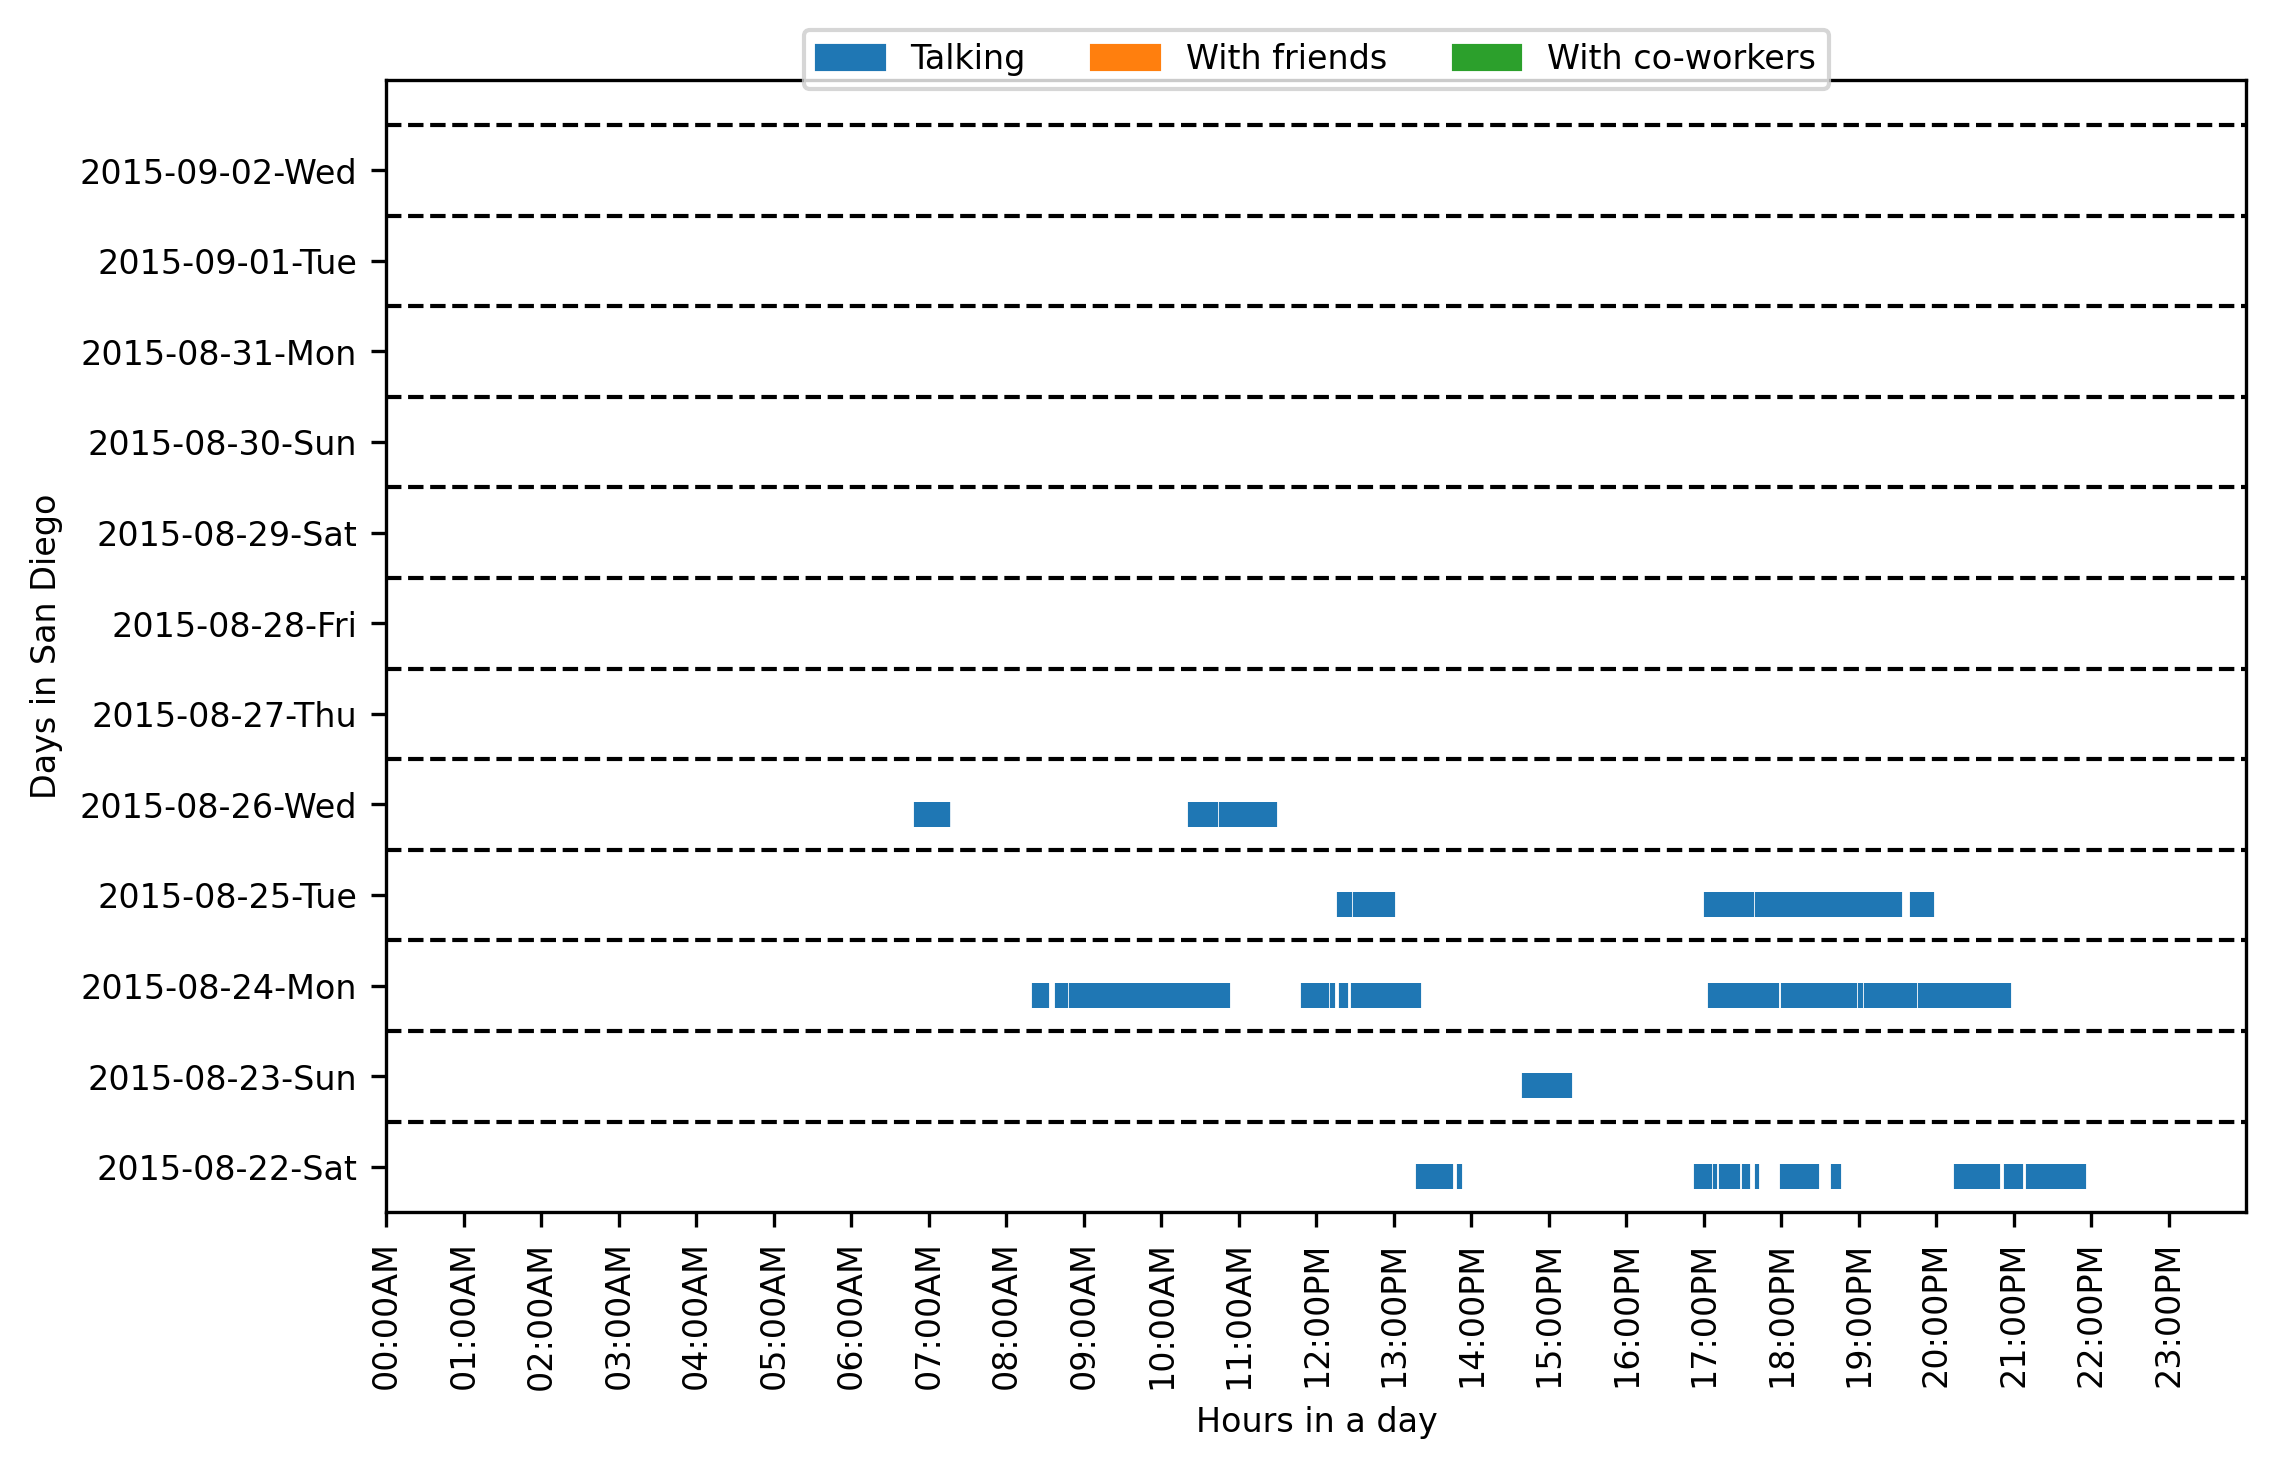 Talking With friends With co-workers
2015-09-02-Wed
2015-09-01-Tue
2015-08-31-Mon
2015-08-30-Sun
2015-08-29-Sat
2015-08-28-Fri
2015-08-27-Thu
2015-08-26-Wed
2015-08-25-Tue
2015-08-24-Mon
2015-08-23-Sun
2015-08-22-Sat
Days in San Diego
00:00AM
01:00AM
02:00AM
03:00AM
04:00AM
05:00AM
06:00AM
07:00AM
08:00AM
09:00AM
10:00AM
11:00AM
12:00PM
13:00PM
14:00PM
15:00PM
16:00PM
17:00PM
18:00PM
19:00PM
20:00PM
21:00PM
22:00PM
23:00PM
Hours in a day